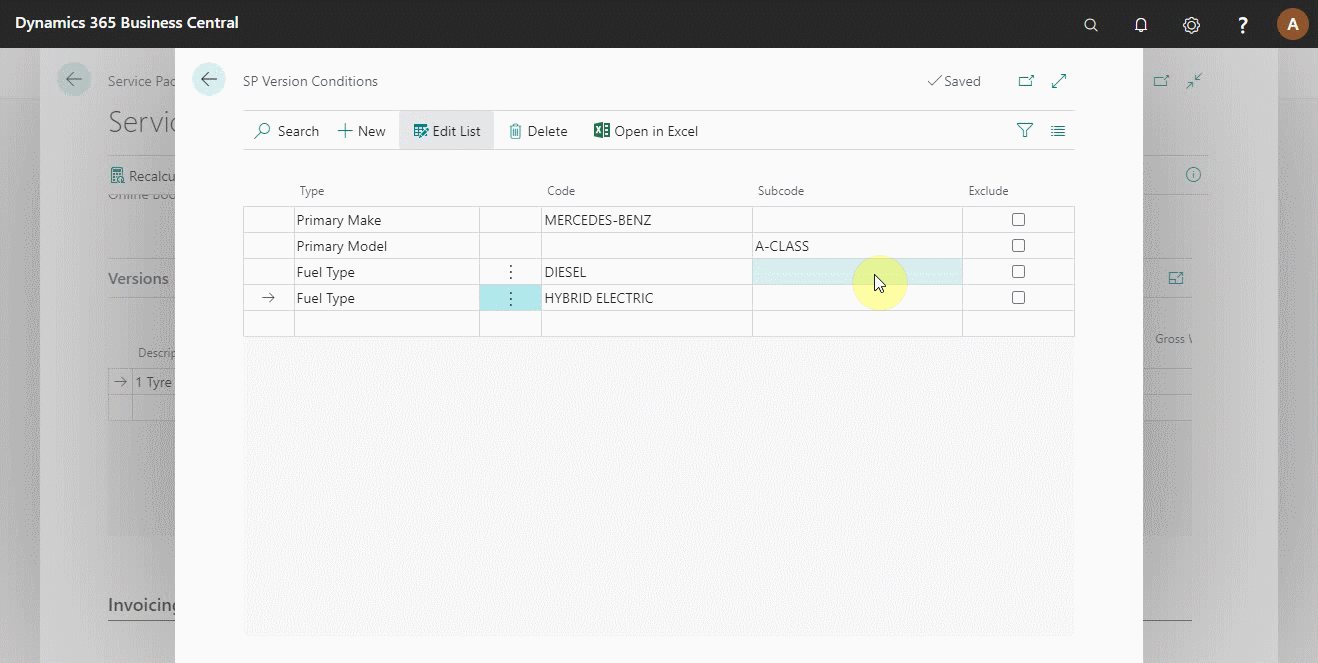 Dynamics 365 Business Central
? A
Service Pac
SP Version Conditions
Saved
Servic
Search New Edit List Delete Open in Excel
Recalcu
Online Boo
Type Code Subcode Exclude
Primary Make MERCEDES-BENZ
Primary Model A-CLASS
Fuel Type DIESEL
Fuel Type HYBRID ELECTRIC
Versions
Descrip
Gross
1 Tyre
Invoicing